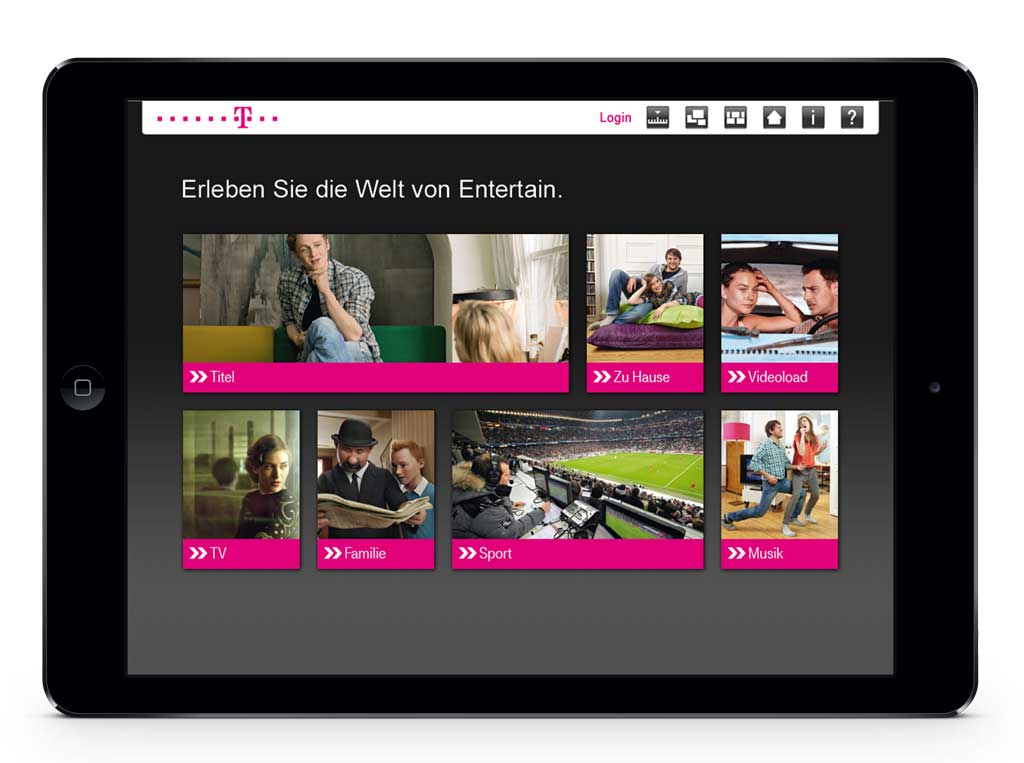 T
Login
i
?
Erleben Sie die Welt von Entertain.
Titel
Zu Hause
Videoload
TV
Familie
Sport
Musik